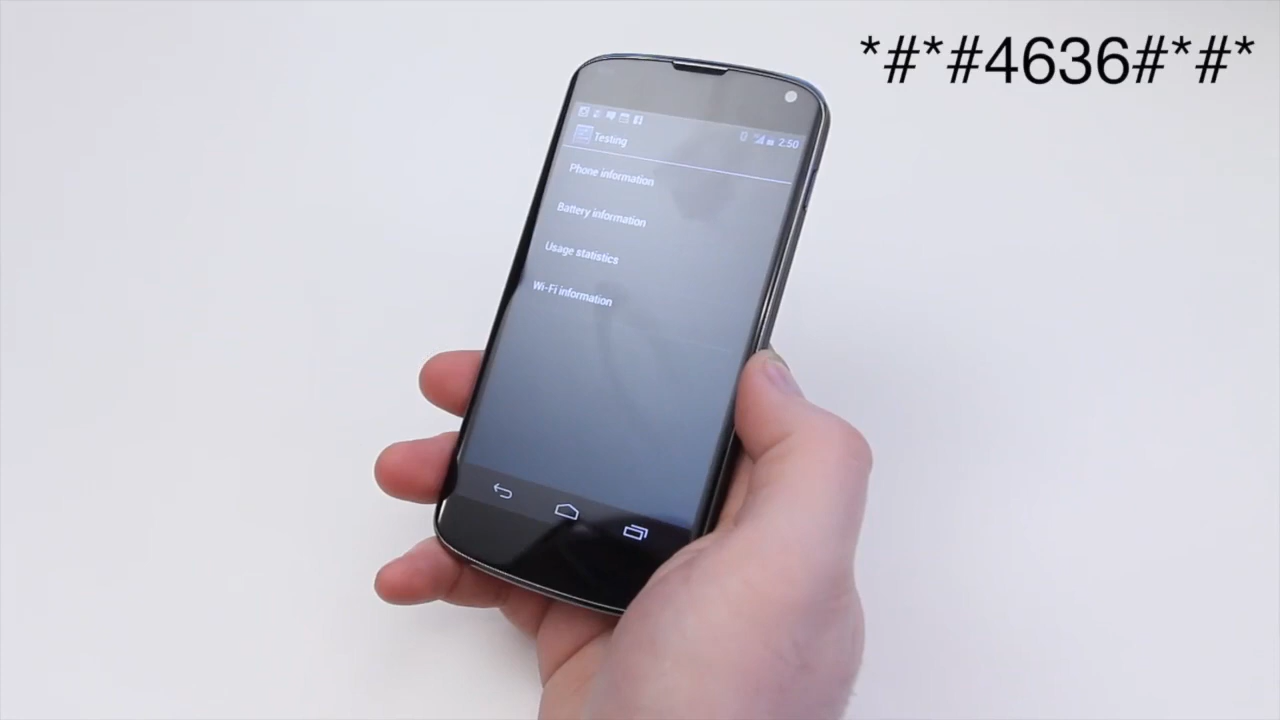 *#*#4636#*#*
2:50
Testing
Phone information
Battery information
Usage statistics
Wi-Fi information